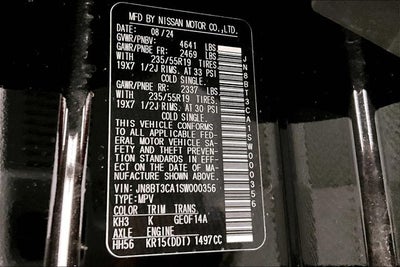 MFD BY NISSAN MOTOR CO.,LTD.
DATE: 08/24
GVWR/PNBV: 4641 LBS
GAWR/PNBE FR: 2469 LBS
WITH 235/55R19 TIRES
19X7 1/2J RIMS, AT 33 PSI
COLD SINGLE.
GAWR/PNBE RR: 2337 LBS
WITH 235/55R19 TIRES
19X7 1/2J RIMS, AT 30 PSI
COLD SINGLE.
THIS VEHICLE CONFORMS
TO ALL APPLICABLE FED-
ERAL MOTOR VEHICLE SA-
FETY AND THEFT PREVEN-
TION STANDARDS IN EFF-
ECT ON THE DATE OF MA-
NUFACTURE SHOWN ABOVE.
VIN: JN8BT3CA1SW000356
TYPE: MPV
COLOR TRIM TRANS
KH3 K GE0F14A
AXLE ENGINE
HH56 KR15(DDT) 1497CC
JN8BT3CA1SW000356